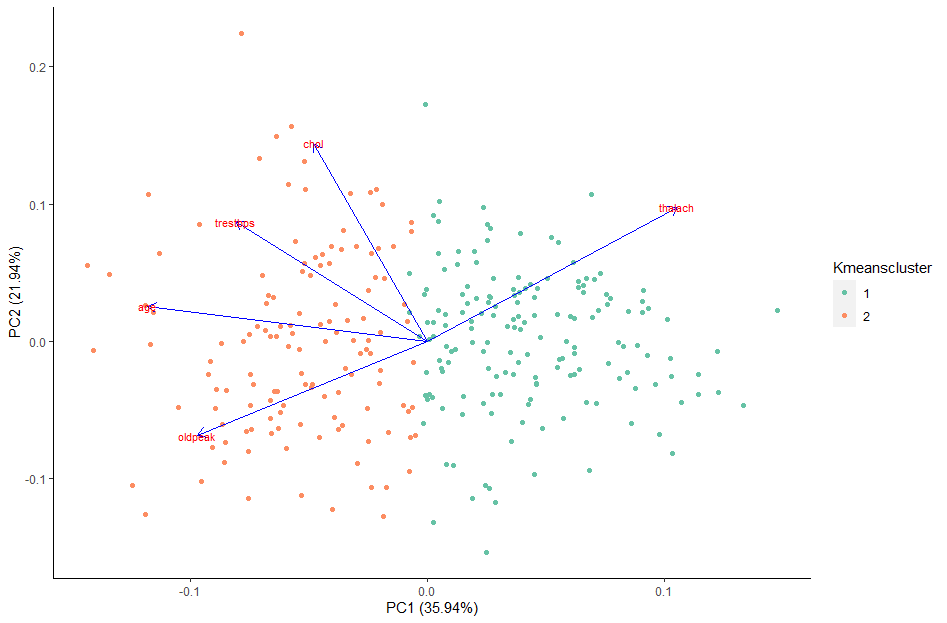 0.2
0.1
0.0
-0.1
PC2 (21.94%)
chol
thalach
trestbps
age
oldpeak
-0.1
0.0
0.1
PC1 (35.94%)
Kmeanscluster
1
2